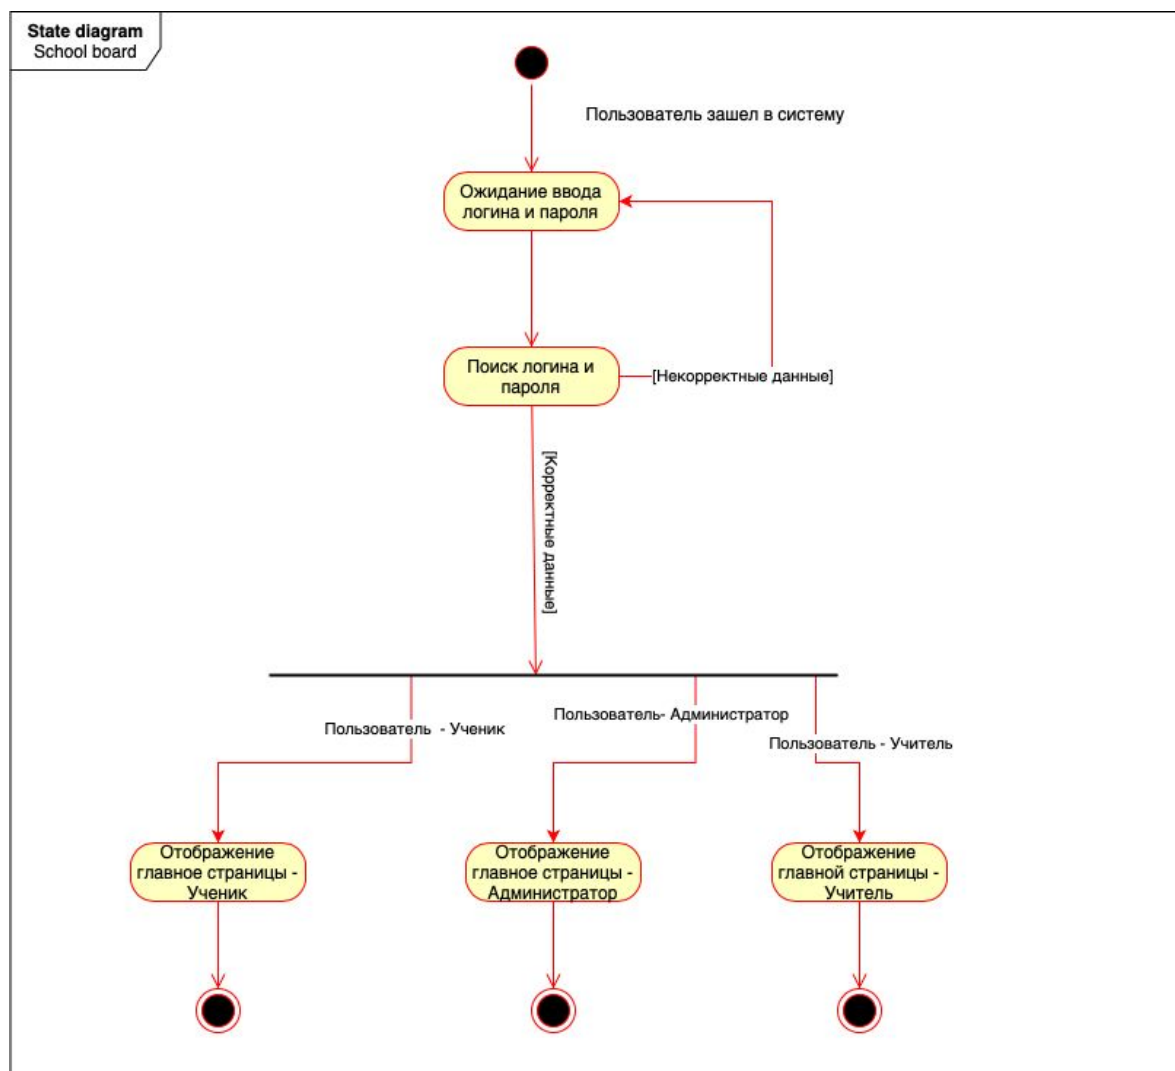 State diagram
School board
Пользователь зашел в систему
Ожидание ввода
логина и пароля
Поиск логина и
пароля
[Некорректные данные]
[Корректные данные]
Пользователь - Ученик
Пользователь- Администратор
Пользователь - Учитель
Отображение
главное страницы -
Ученик
Отображение
главное страницы -
Администратор
Отображение
главной страницы -
Учитель